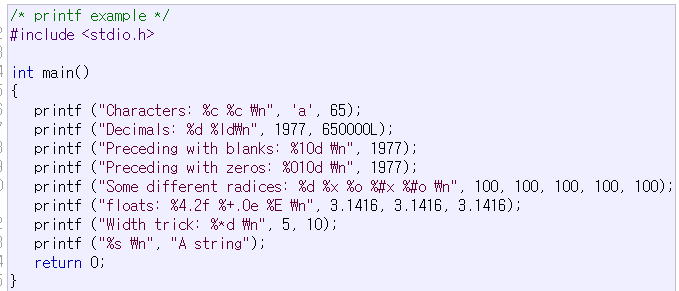 /* printf example */
#include <stdio.h>
int main()
{
printf ("Characters: %c %c ₩n", 'a', 65);
printf ("Decimals: %d %ld₩n", 1977, 650000L);
printf ("Preceding with blanks: %10d ₩n", 1977);
printf ("Preceding with zeros: %010d ₩n", 1977);
printf ("Some different radices: %d %x %o %#x %#o ₩n", 100, 100, 100, 100, 100);
printf ("floats: %4.2f %+.0e %E ₩n", 3.1416, 3.1416, 3.1416);
printf ("Width trick: %*d ₩n", 5, 10);
printf ("%s ₩n", "A string");
return 0;
}